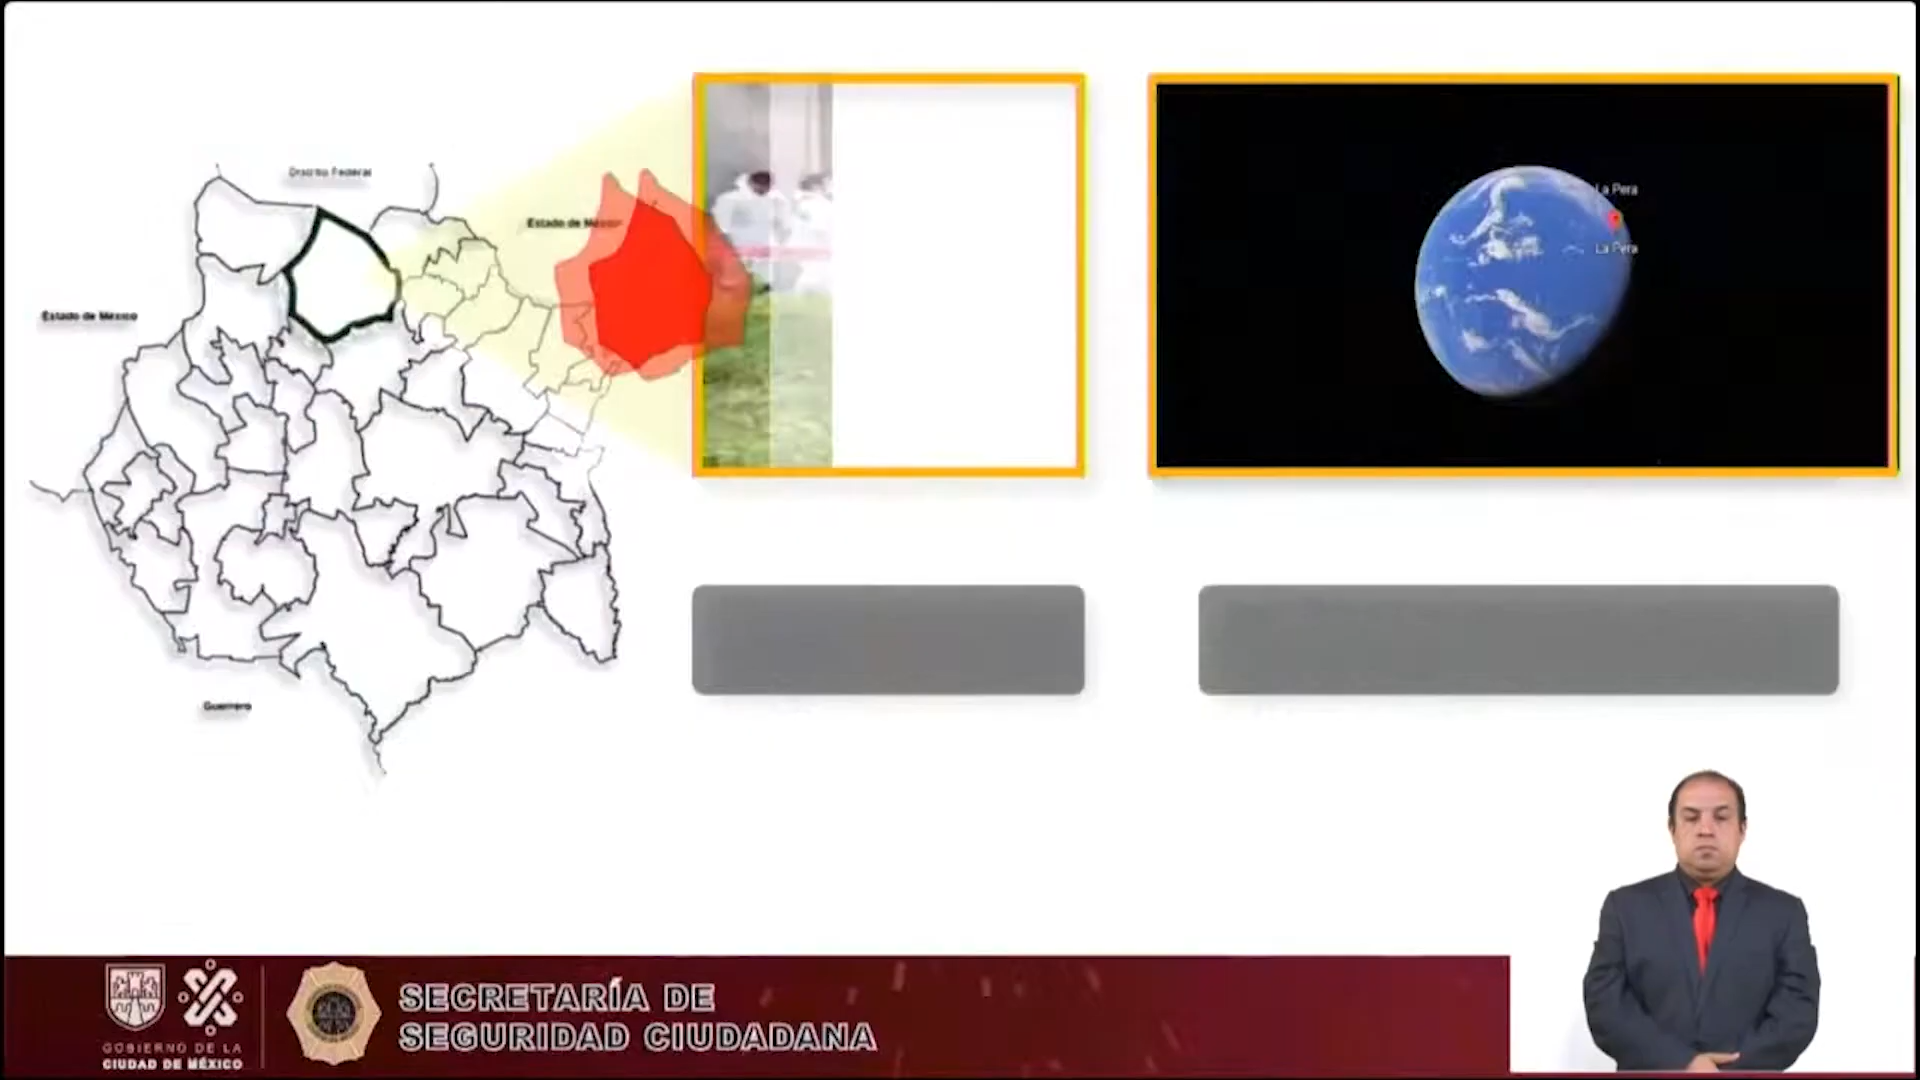 Distrito Federal
Estado de México
Estado de México
Guerrero
La Pera
La Pera
GOBIERNO DE LA
CIUDAD DE MÉXICO
SECRETARÍA DE
SEGURIDAD CIUDADANA